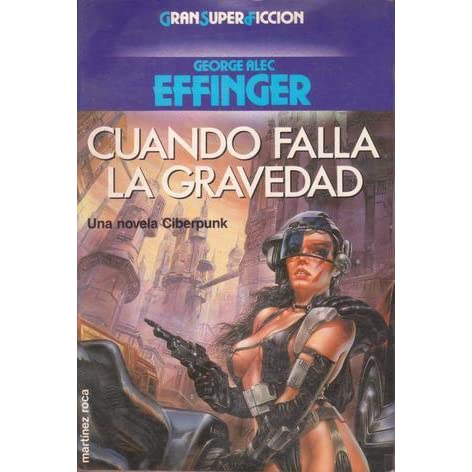 GRANSUPERFICCION
GEORGE ALEC
EFFINGER
CUANDO FALLA
LA GRAVEDAD
Una novela Ciberpunk
martínez roca